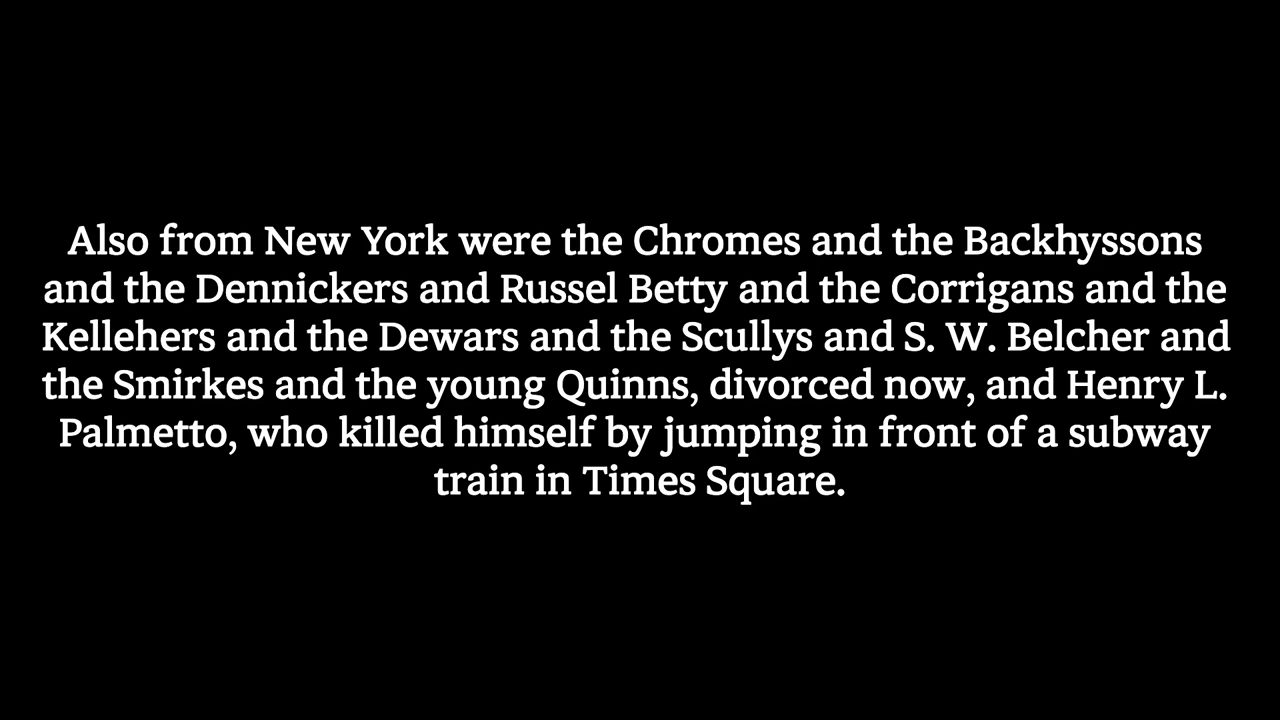 Also from New York were the Chromes and the Backhyssons
and the Dennickers and Russel Betty and the Corrigans and the
Kellehers and the Dewars and the Scullys and S. W. Belcher and
the Smirkes and the young Quinns, divorced now, and Henry L.
Palmetto, who killed himself by jumping in front of a subway
train in Times Square.